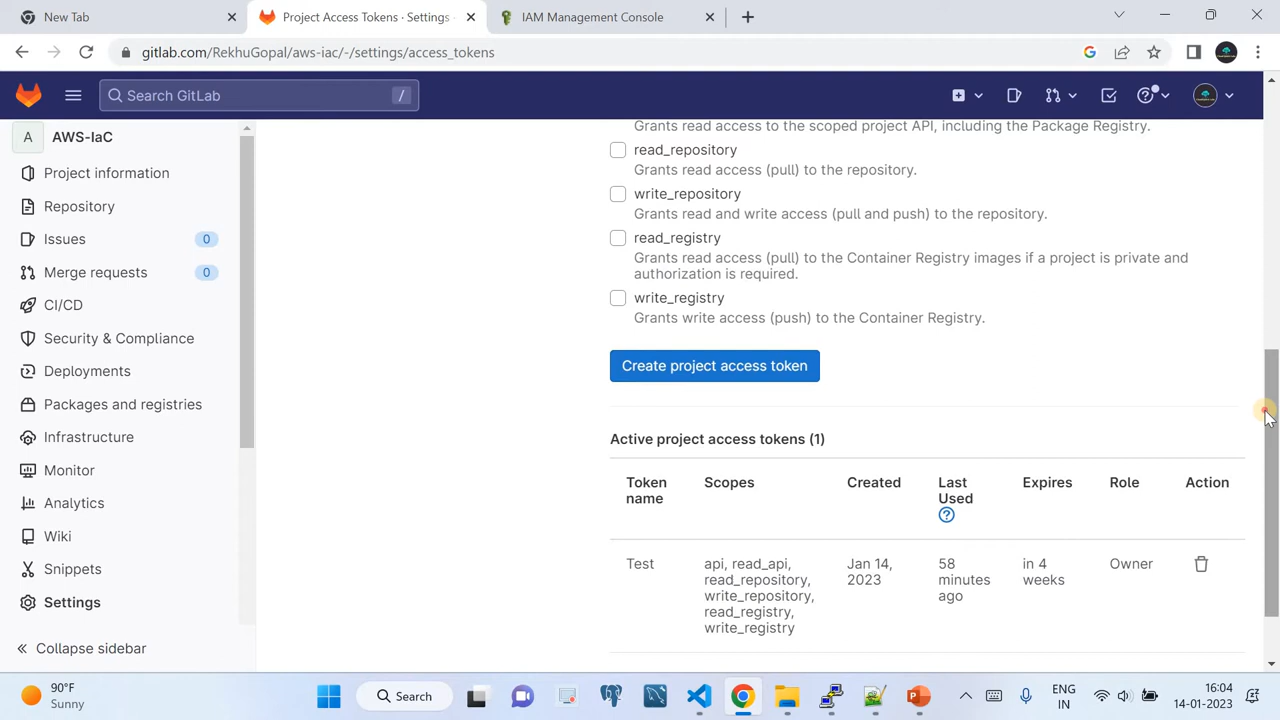 New Tab
Project Access Tokens · Settings
IAM Management Console
gitlab.com/RekhuGopal/aws-iac/-/settings/access_tokens
Search GitLab
/
A
AWS-IaC
Project information
Repository
Issues
0
Merge requests
0
CI/CD
Security & Compliance
Deployments
Packages and registries
Infrastructure
Monitor
Analytics
Wiki
Snippets
Settings
Collapse sidebar
Grants read access to the scoped project API, including the Package Registry.
read_repository
Grants read access (pull) to the repository.
write_repository
Grants read and write access (pull and push) to the repository.
read_registry
Grants read access (pull) to the Container Registry images if a project is private and
authorization is required.
write_registry
Grants write access (push) to the Container Registry.
Create project access token
Active project access tokens (1)
Token name
Scopes
Created
Last Used
Expires
Role
Action
Test
api, read_api,
read_repository,
write_repository,
read_registry,
write_registry
Jan 14,
2023
58
minutes
ago
in 4
weeks
Owner
90°F
Sunny
Search
ENG
IN
16:04
14-01-2023